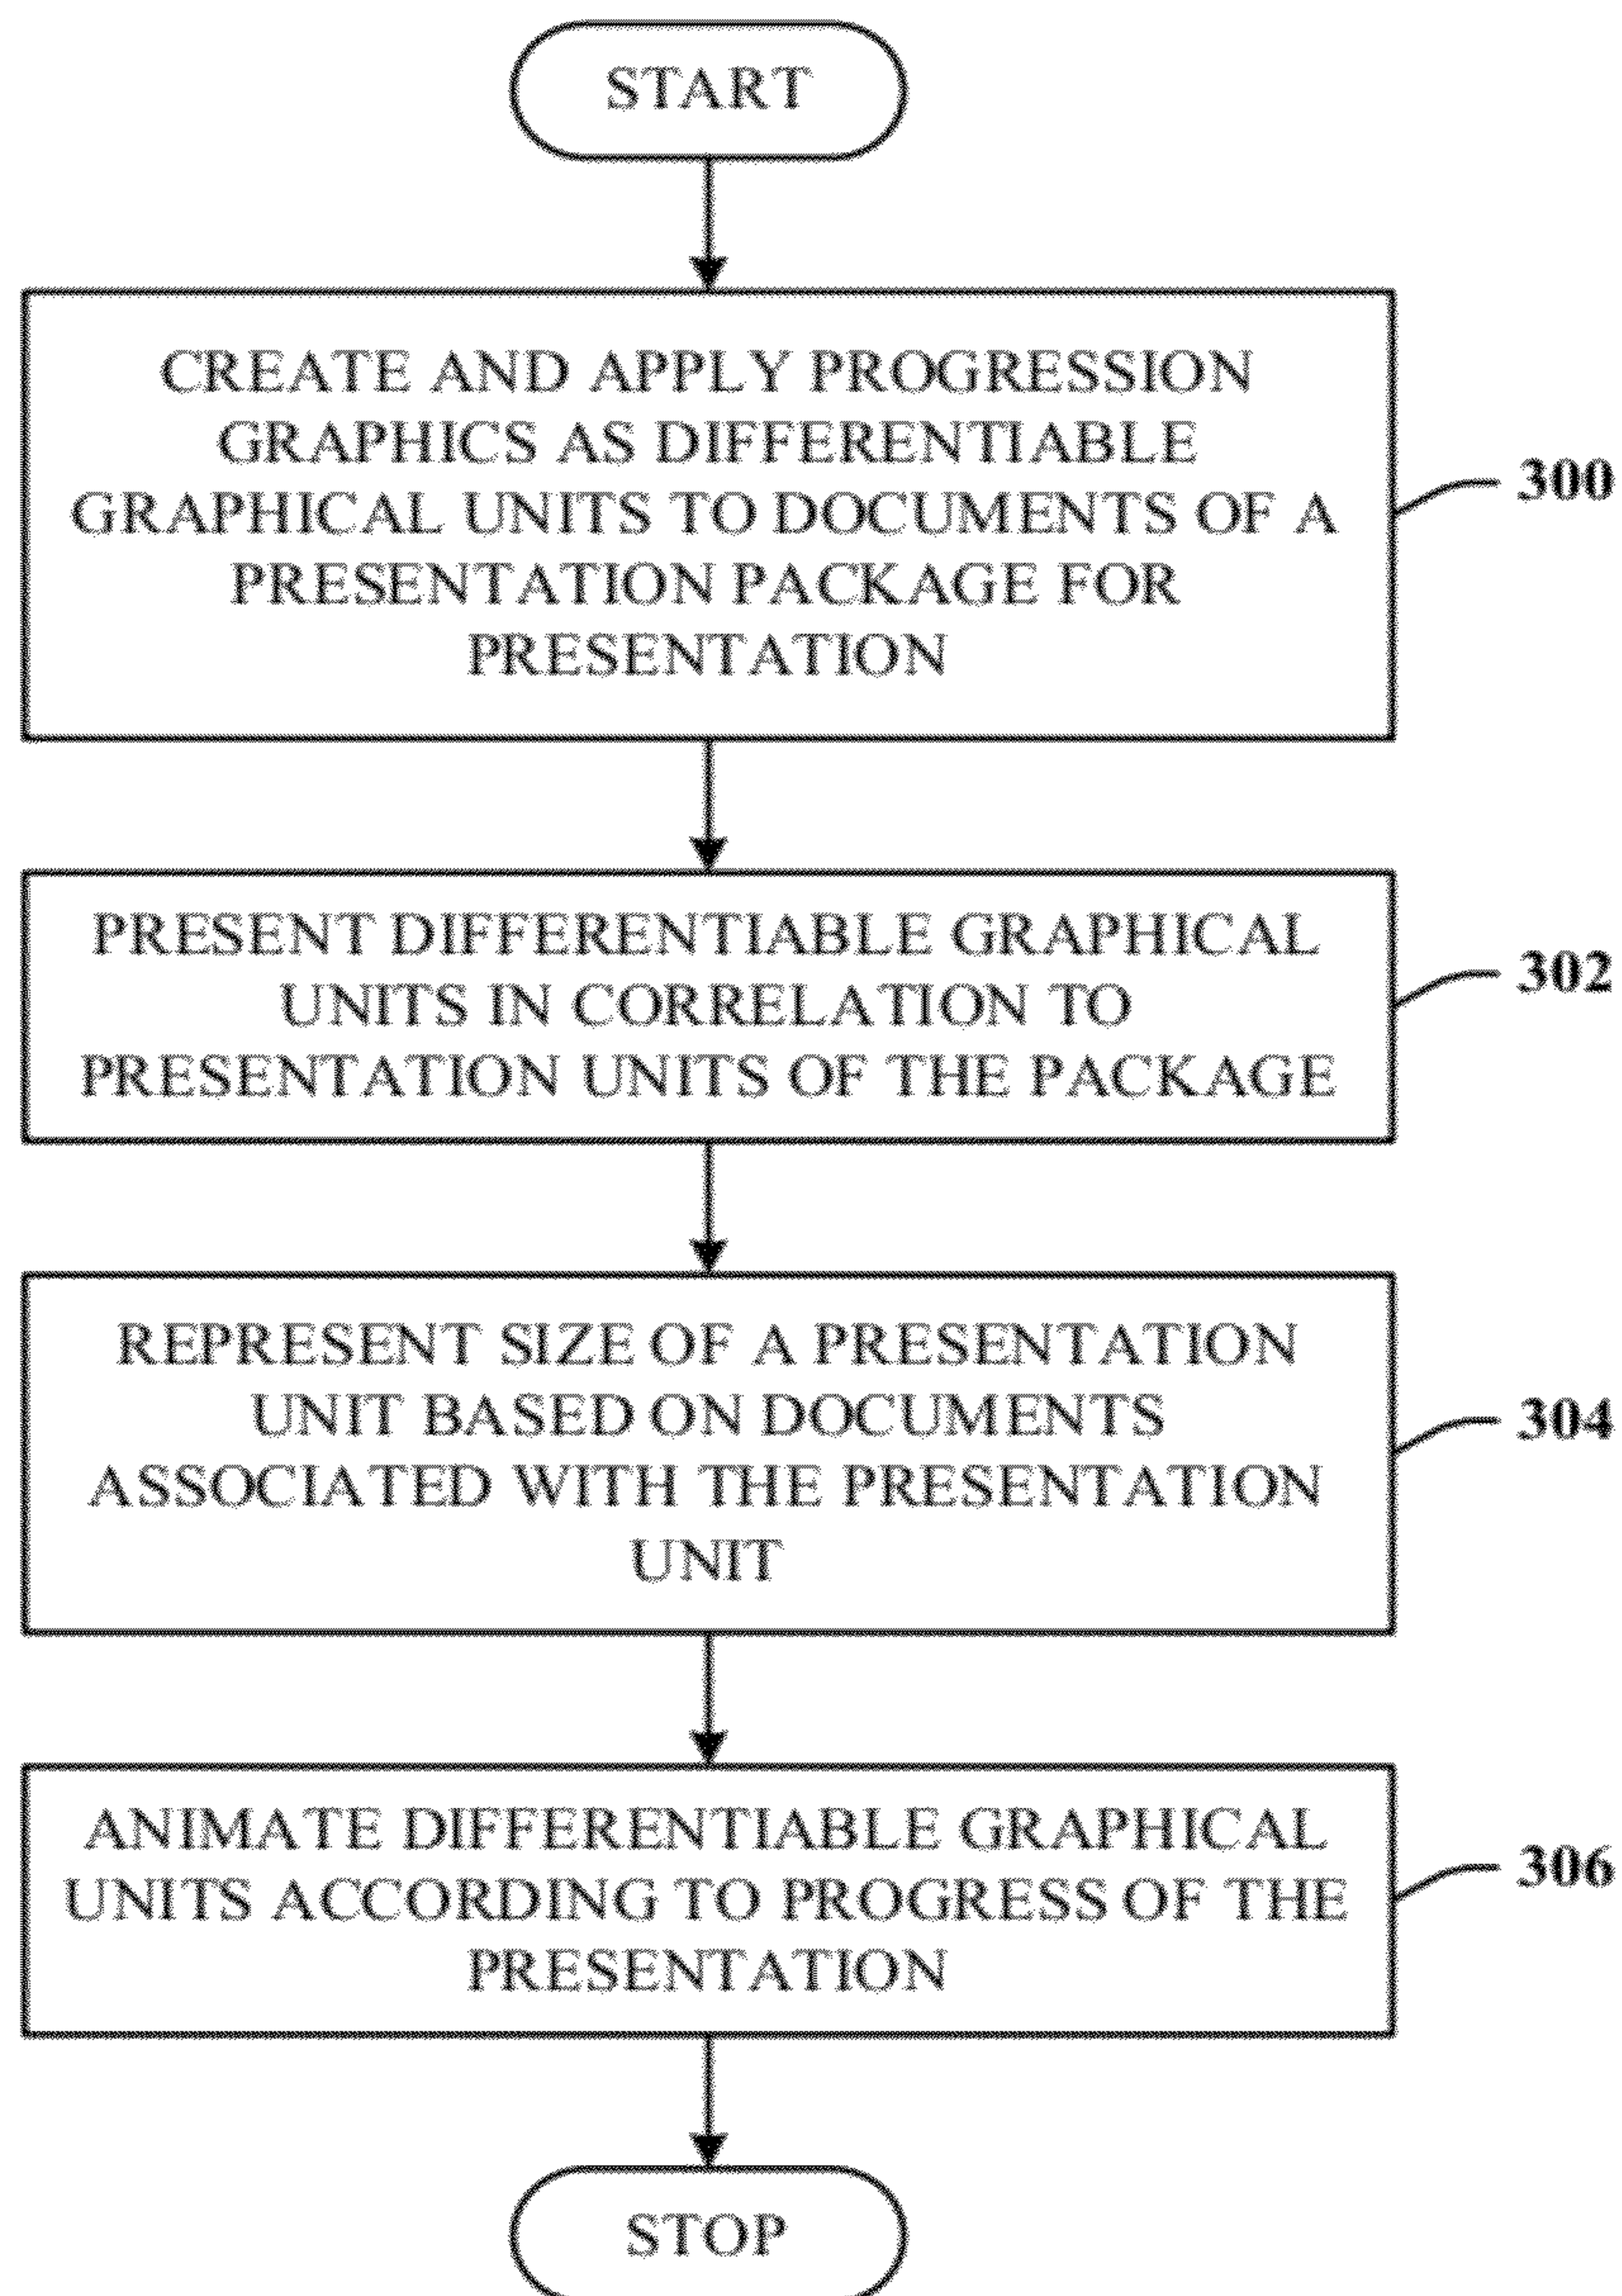 START
CREATE AND APPLY PROGRESSION
GRAPHICS AS DIFFERENTIABLE
GRAPHICAL UNITS TO DOCUMENTS OF A
PRESENTATION PACKAGE FOR
PRESENTATION
300
PRESENT DIFFERENTIABLE GRAPHICAL
UNITS IN CORRELATION TO
PRESENTATION UNITS OF THE PACKAGE
302
REPRESENT SIZE OF A PRESENTATION
UNIT BASED ON DOCUMENTS
ASSOCIATED WITH THE PRESENTATION
UNIT
304
ANIMATE DIFFERENTIABLE GRAPHICAL
UNITS ACCORDING TO PROGRESS OF THE
PRESENTATION
306
STOP